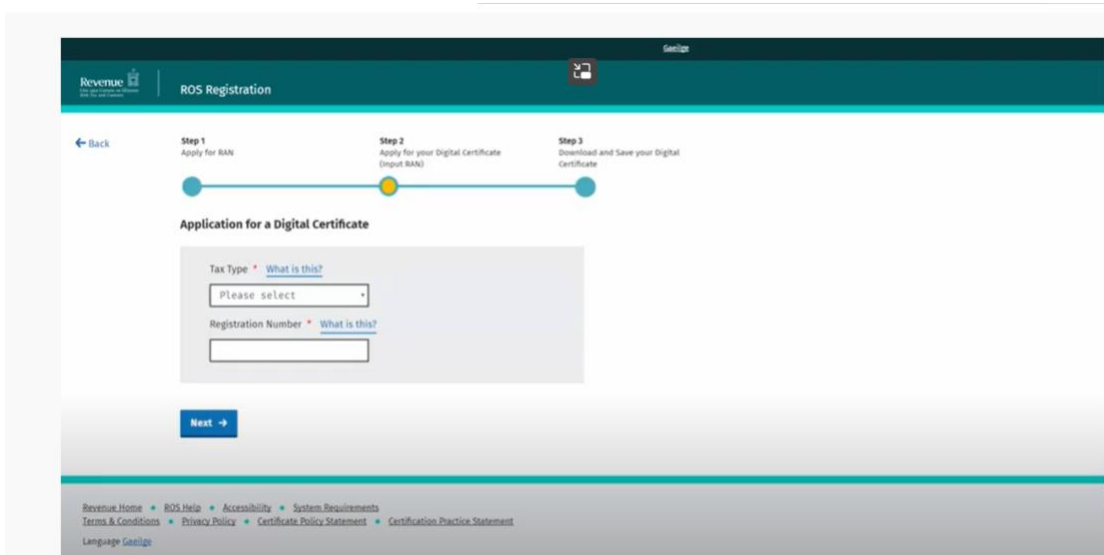 Gaeilge
Revenue
ROS Registration
Back
Step 1
Apply for RAN
Step 2
Apply for your Digital Certificate
(Input RAN)
Step 3
Download and Save your Digital
Certificate
Application for a Digital Certificate
Tax Type * What is this?
Please select
Registration Number * What is this?
Next
Revenue Home • ROS Help • Accessibility • System Requirements
Terms & Conditions • Privacy Policy • Certificate Policy Statement • Certification Practice Statement
Language Gaeilge